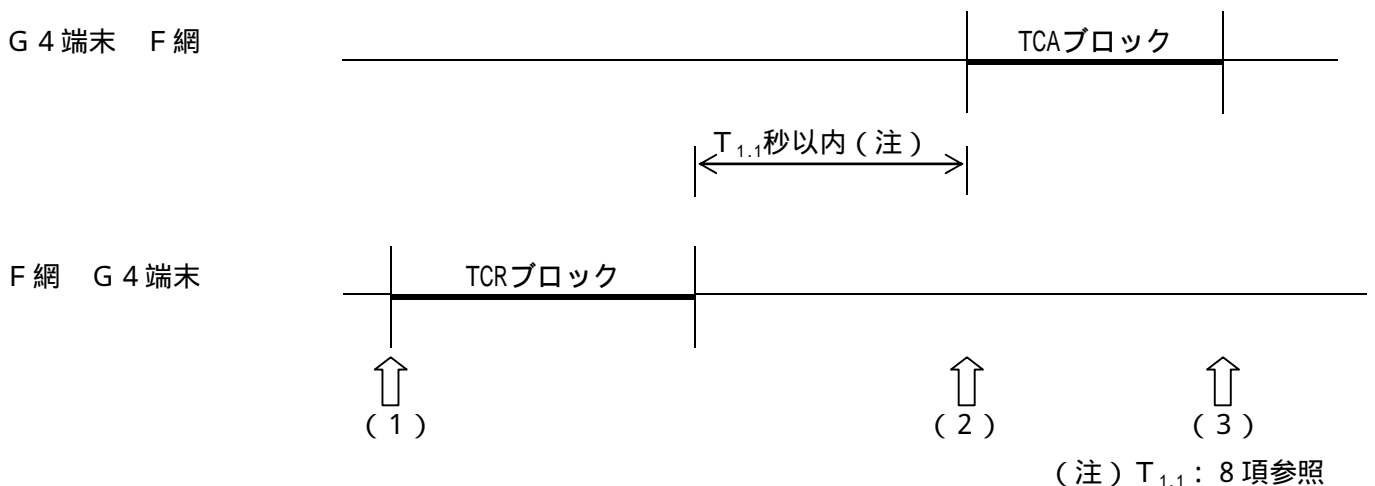 G4端末 F網
TCAブロック
T1.1秒以内(注)
F網 G4端末
TCRブロック
(1)
(2)
(3)
(注)T1.1:8項参照